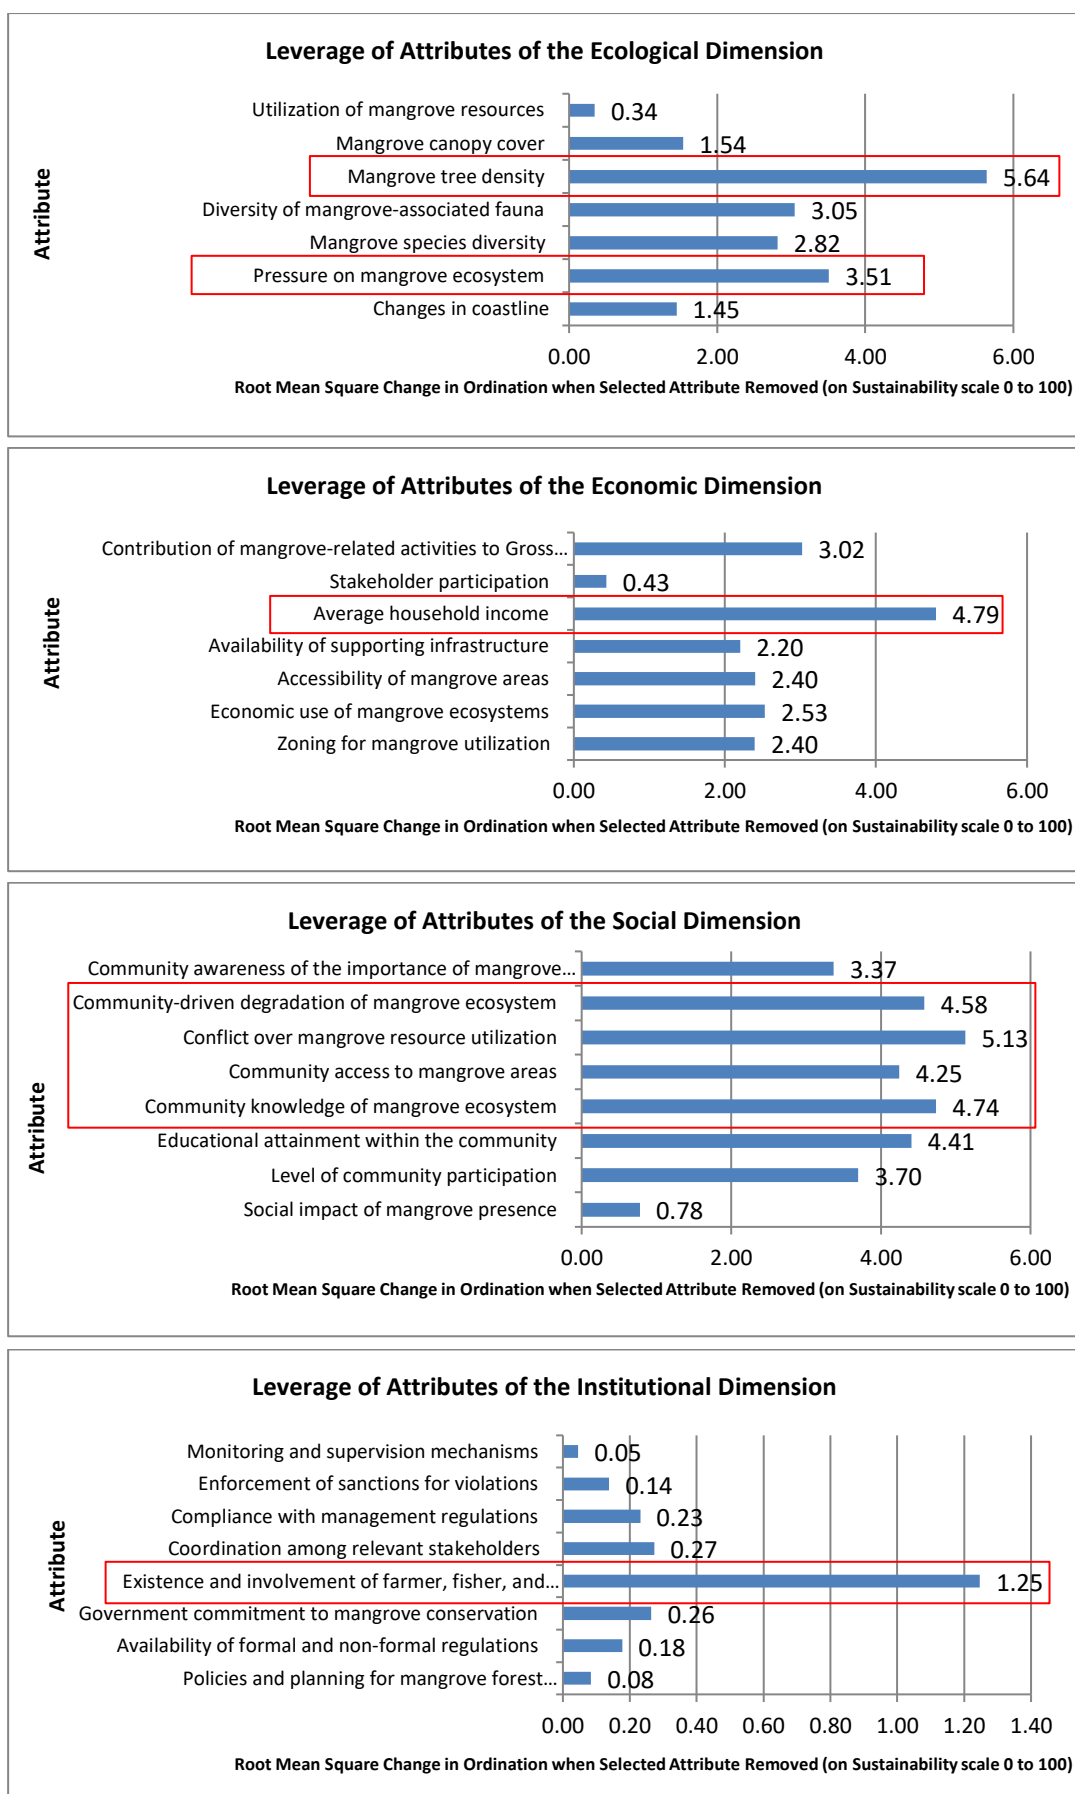 Leverage of Attributes of the Ecological Dimension
Attribute
Utilization of mangrove resources 0.34
Mangrove canopy cover 1.54
Mangrove tree density 5.64
Diversity of mangrove-associated fauna 3.05
Mangrove species diversity 2.82
Pressure on mangrove ecosystem 3.51
Changes in coastline 1.45
0.00 2.00 4.00 6.00
Root Mean Square Change in Ordination when Selected Attribute Removed (on Sustainability scale 0 to 100)
Leverage of Attributes of the Economic Dimension
Attribute
Contribution of mangrove-related activities to Gross... 3.02
Stakeholder participation 0.43
Average household income 4.79
Availability of supporting infrastructure 2.20
Accessibility of mangrove areas 2.40
Economic use of mangrove ecosystems 2.53
Zoning for mangrove utilization 2.40
0.00 2.00 4.00 6.00
Root Mean Square Change in Ordination when Selected Attribute Removed (on Sustainability scale 0 to 100)
Leverage of Attributes of the Social Dimension
Attribute
Community awareness of the importance of mangrove... 3.37
Community-driven degradation of mangrove ecosystem 4.58
Conflict over mangrove resource utilization 5.13
Community access to mangrove areas 4.25
Community knowledge of mangrove ecosystem 4.74
Educational attainment within the community 4.41
Level of community participation 3.70
Social impact of mangrove presence 0.78
0.00 2.00 4.00 6.00
Root Mean Square Change in Ordination when Selected Attribute Removed (on Sustainability scale 0 to 100)
Leverage of Attributes of the Institutional Dimension
Attribute
Monitoring and supervision mechanisms 0.05
Enforcement of sanctions for violations 0.14
Compliance with management regulations 0.23
Coordination among relevant stakeholders 0.27
Existence and involvement of farmer, fisher, and... 1.25
Government commitment to mangrove conservation 0.26
Availability of formal and non-formal regulations 0.18
Policies and planning for mangrove forest... 0.08
0.00 0.20 0.40 0.60 0.80 1.00 1.20 1.40
Root Mean Square Change in Ordination when Selected Attribute Removed (on Sustainability scale 0 to 100)